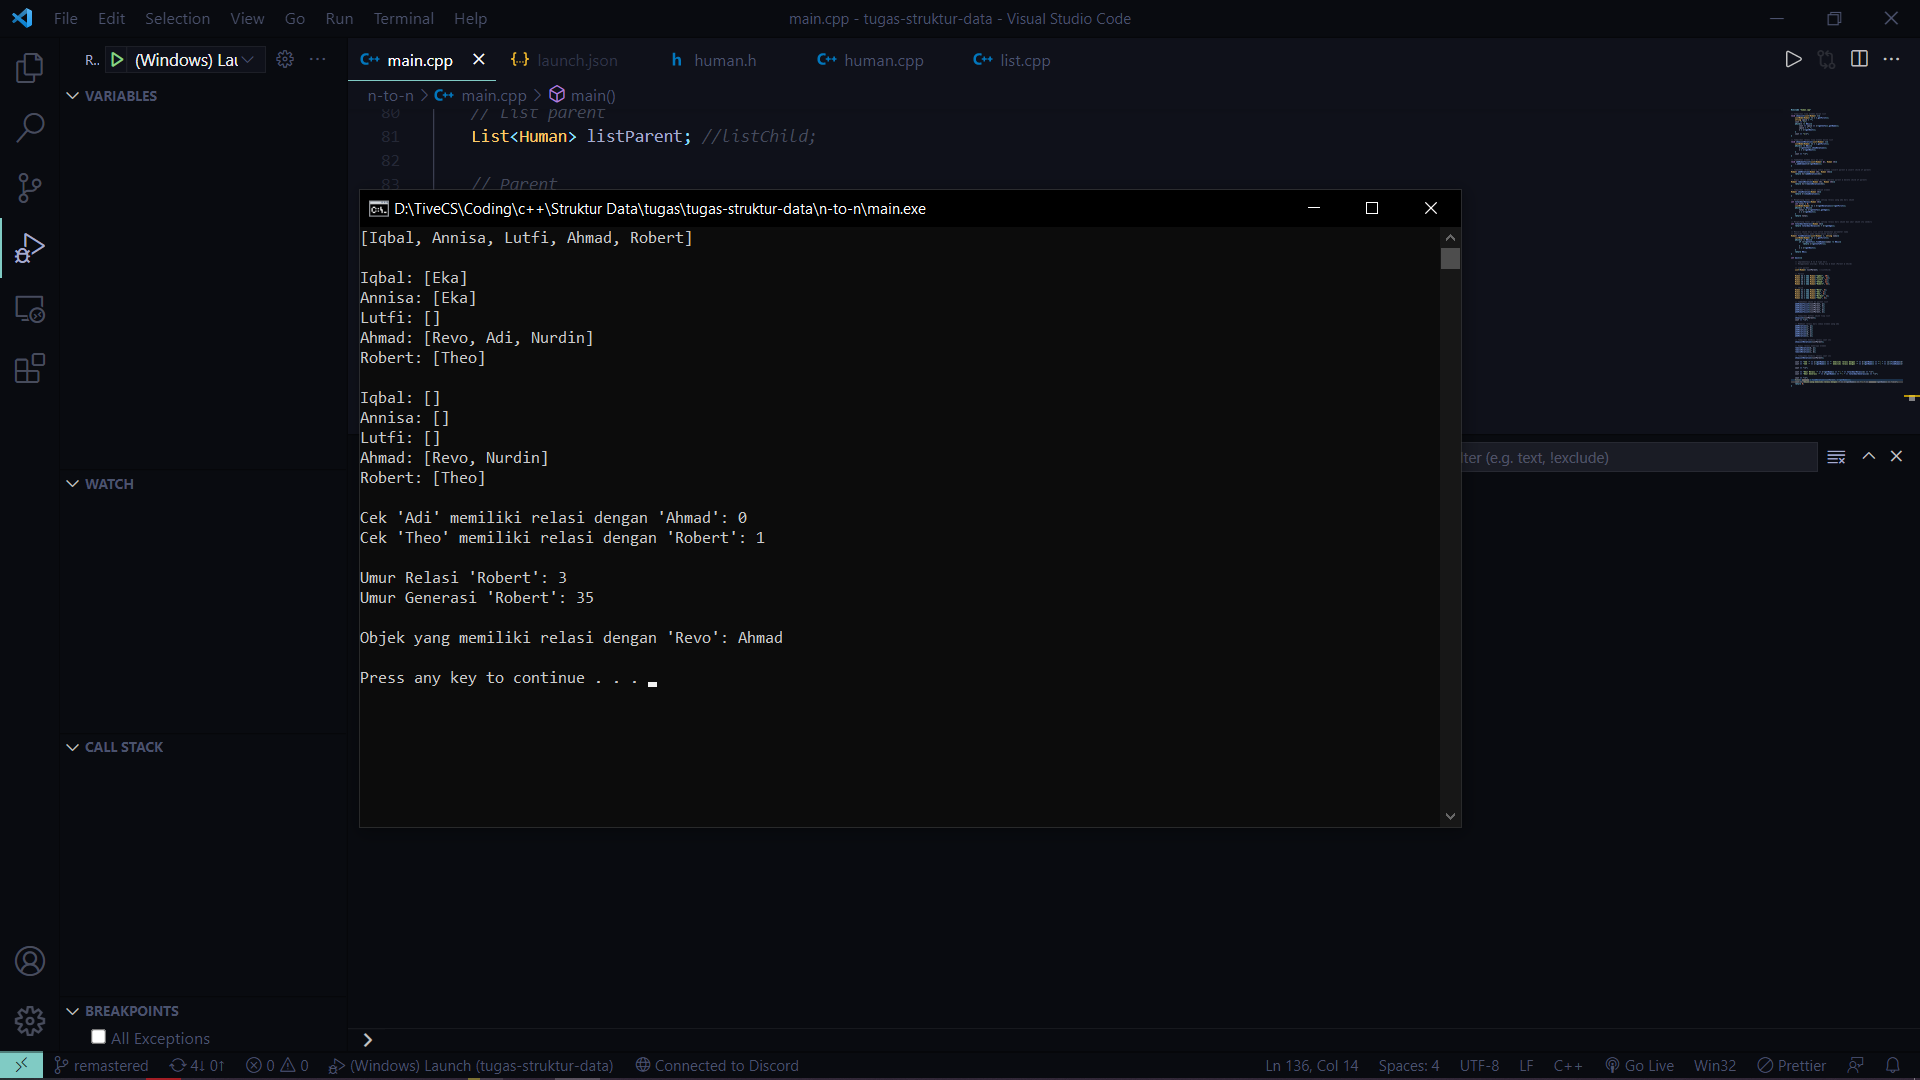 File Edit Selection View Go Run Terminal Help
main.cpp - tugas-struktur-data - Visual Studio Code
R.. (Windows) Lau
main.cpp launch.json human.h human.cpp list.cpp
n-to-n > main.cpp > main()
VARIABLES
80 // List parent
81 List<Human> listParent; //listChild;
82
83 // Parent
D:\TiveCS\Coding\c++\Struktur Data\tugas\tugas-struktur-data\n-to-n\main.exe
[Iqbal, Annisa, Lutfi, Ahmad, Robert]
Iqbal: [Eka]
Annisa: [Eka]
Lutfi: []
Ahmad: [Revo, Adi, Nurdin]
Robert: [Theo]
Iqbal: []
Annisa: []
Lutfi: []
Ahmad: [Revo, Nurdin]
Robert: [Theo]
Cek 'Adi' memiliki relasi dengan 'Ahmad': 0
Cek 'Theo' memiliki relasi dengan 'Robert': 1
Umur Relasi 'Robert': 3
Umur Generasi 'Robert': 35
Objek yang memiliki relasi dengan 'Revo': Ahmad
Press any key to continue . . .
lter (e.g. text, !exclude)
WATCH
CALL STACK
BREAKPOINTS
All Exceptions
remastered 4↓ 0↑ 0 0 (Windows) Launch (tugas-struktur-data) Connected to Discord
Ln 136, Col 14 Spaces: 4 UTF-8 LF C++ Go Live Win32 Prettier